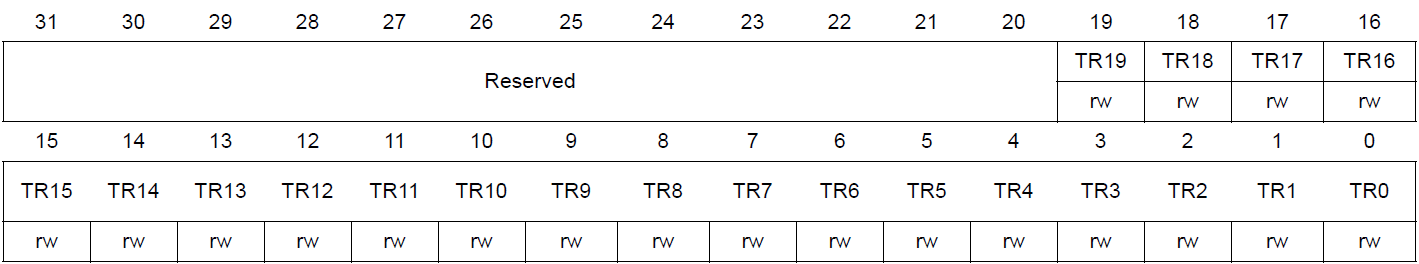 31 30 29 28 27 26 25 24 23 22 21 20 19 18 17 16
Reserved TR19 TR18 TR17 TR16
rw rw rw rw
15 14 13 12 11 10 9 8 7 6 5 4 3 2 1 0
TR15 TR14 TR13 TR12 TR11 TR10 TR9 TR8 TR7 TR6 TR5 TR4 TR3 TR2 TR1 TR0
rw rw rw rw rw rw rw rw rw rw rw rw rw rw rw rw